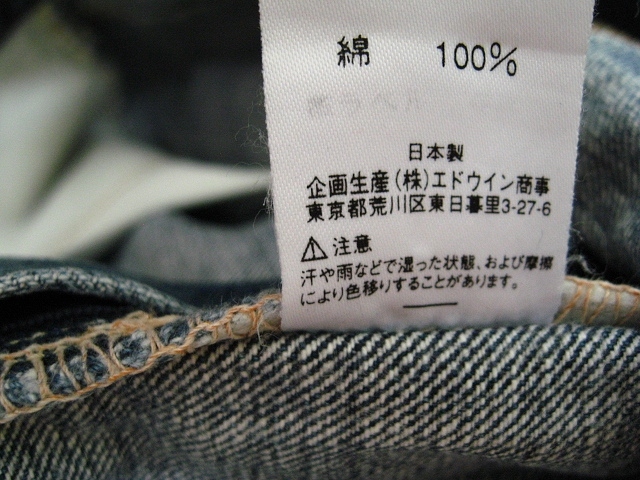 綿 100%
日本製
企画生産(株)エドウイン商事
東京都荒川区東日暮里3-27-6
⚠注意
汗や雨などで湿った状態、および摩擦
により色移りすることがあります。